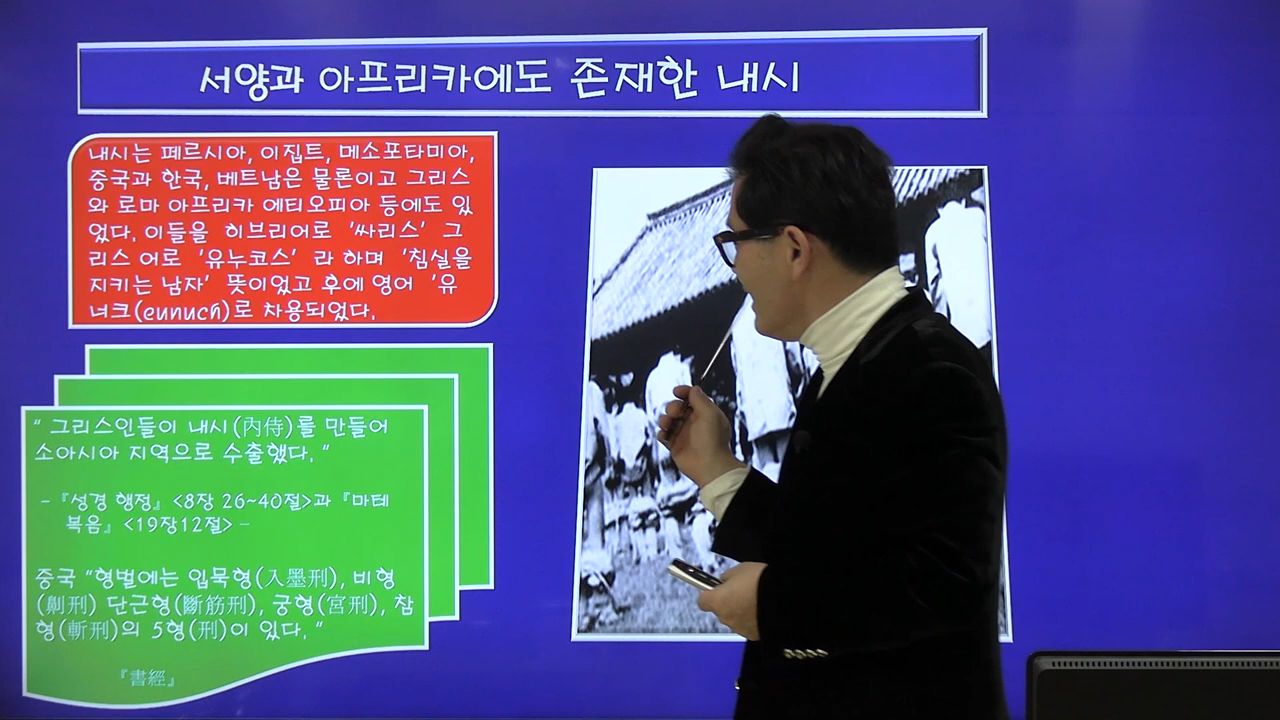 서양과 아프리카에도 존재한 내시
내시는 페르시아, 이집트, 메소포타미아,
중국과 한국, 베트남은 물론이고 그리스
와 로마 아프리카 에티오피아 등에도 있
었다. 이들을 히브리어로 '싸리스' 그
리스 어로 '유누코스' 라 하며 '침실을
지키는 남자' 뜻이었고 후에 영어 '유
너크(eunuch)로 차용되었다.
" 그리스인들이 내시(內侍)를 만들어
소아시아 지역으로 수출했다. "
-『성경 행정』<8장 26~40절>과『마테
복음』<19장12절> -
중국 "형벌에는 입묵형(入墨刑), 비형
(劓刑) 단근형(斷筋刑), 궁형(宮刑), 참
형(斬刑)의 5형(刑)이 있다. "
『書經』